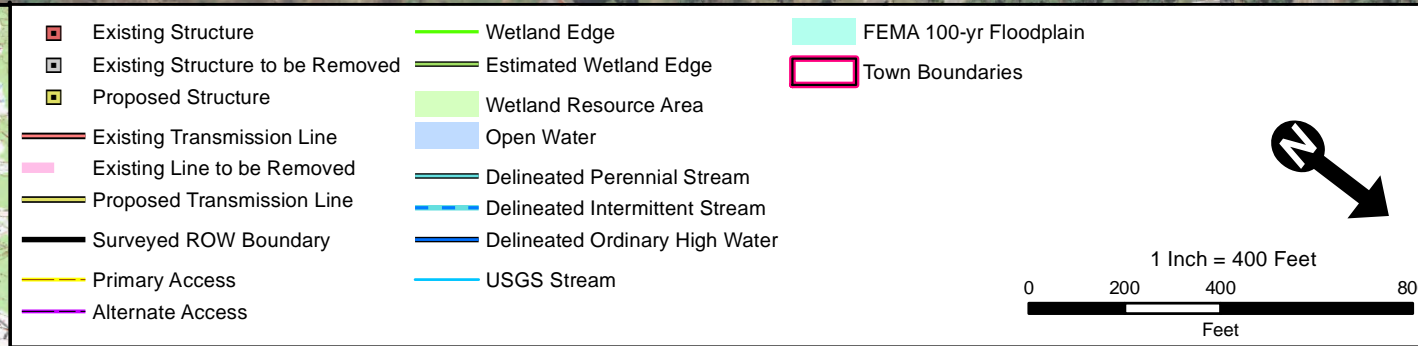 Existing Structure
Existing Structure to be Removed
Proposed Structure
Existing Transmission Line
Existing Line to be Removed
Proposed Transmission Line
Surveyed ROW Boundary
Primary Access
Alternate Access
Wetland Edge
Estimated Wetland Edge
Wetland Resource Area
Open Water
Delineated Perennial Stream
Delineated Intermittent Stream
Delineated Ordinary High Water
USGS Stream
FEMA 100-yr Floodplain
Town Boundaries
N
1 Inch = 400 Feet
0 200 400 80
Feet